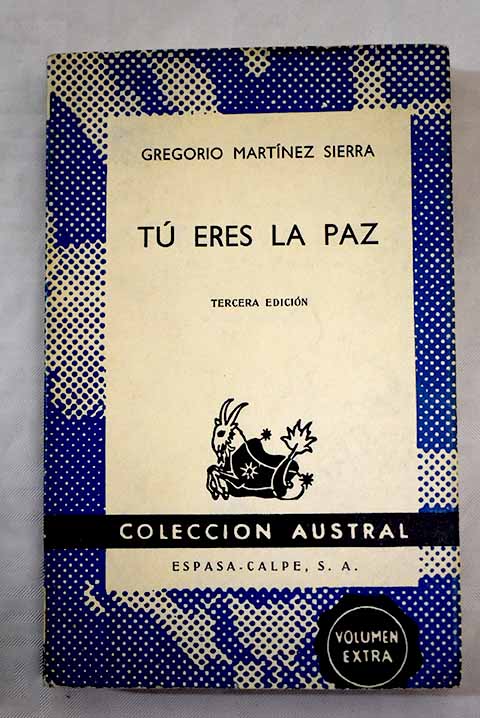 GREGORIO MARTÍNEZ SIERRA
TÚ ERES LA PAZ
TERCERA EDICIÓN
COLECCION AUSTRAL
ESPASA-CALPE, S. A.
VOLUMEN
EXTRA